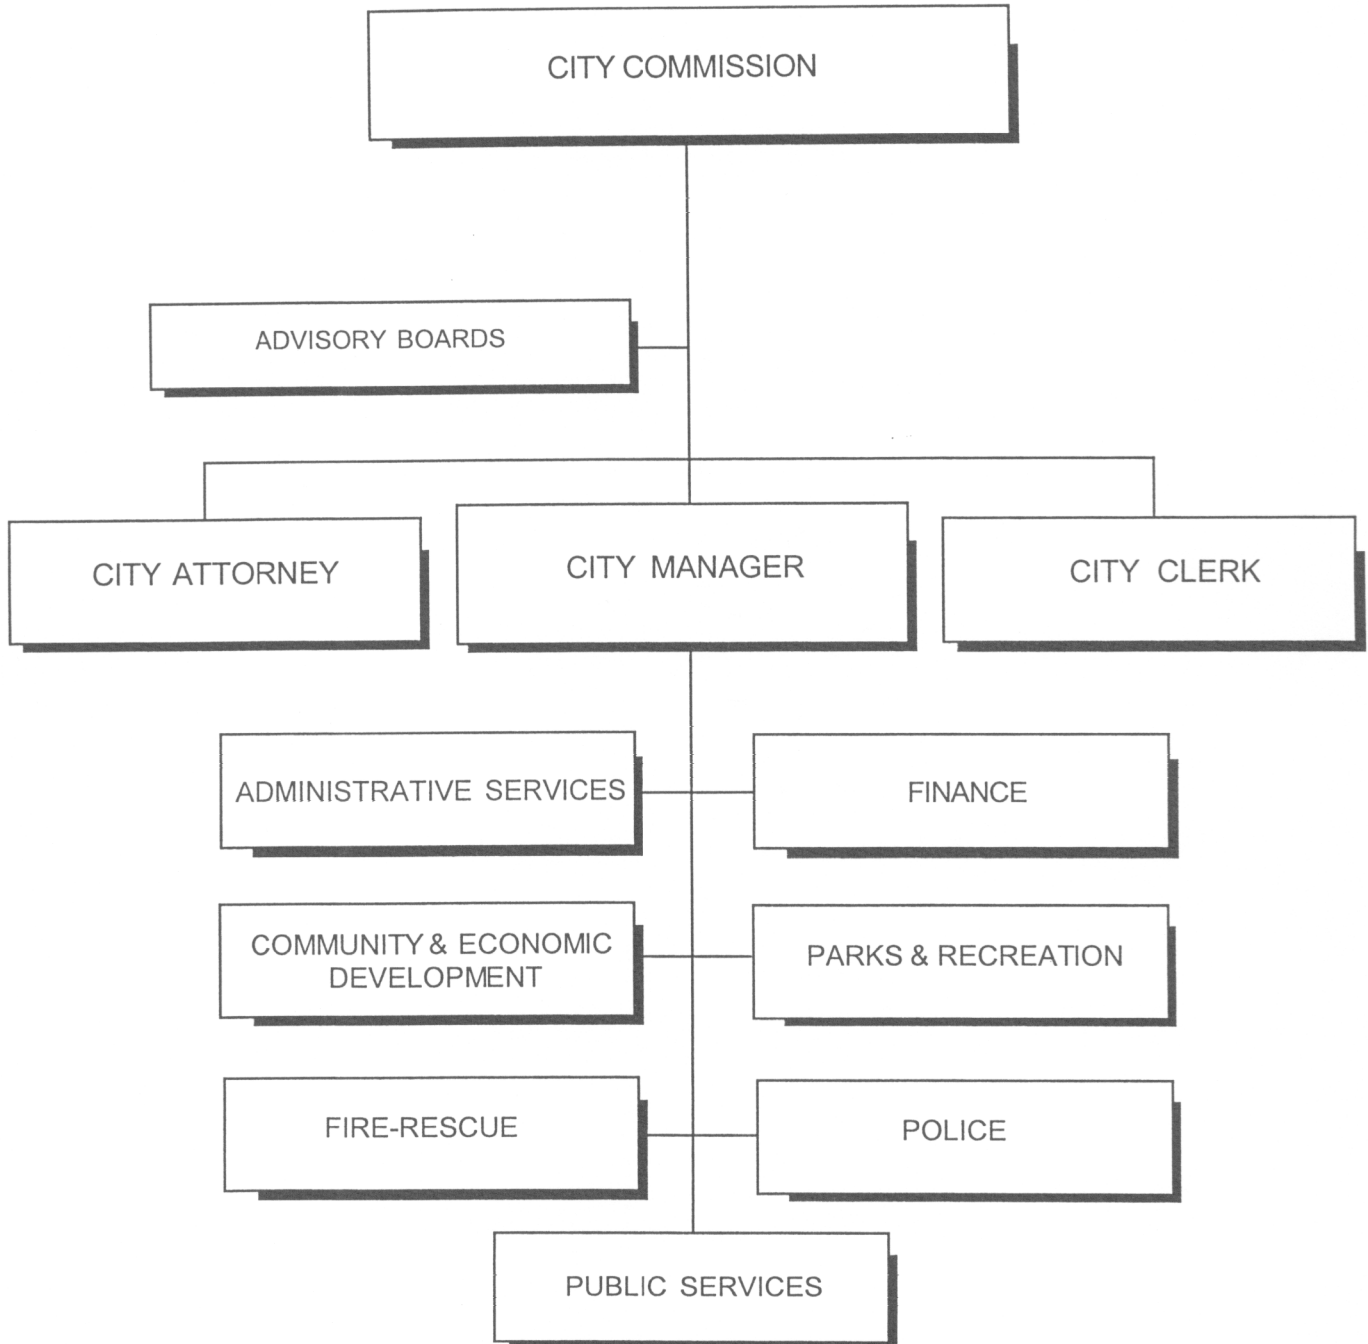 CITY COMMISSION
ADVISORY BOARDS
CITY ATTORNEY
CITY MANAGER
CITY CLERK
ADMINISTRATIVE SERVICES
FINANCE
COMMUNITY & ECONOMIC
DEVELOPMENT
PARKS & RECREATION
FIRE-RESCUE
POLICE
PUBLIC SERVICES